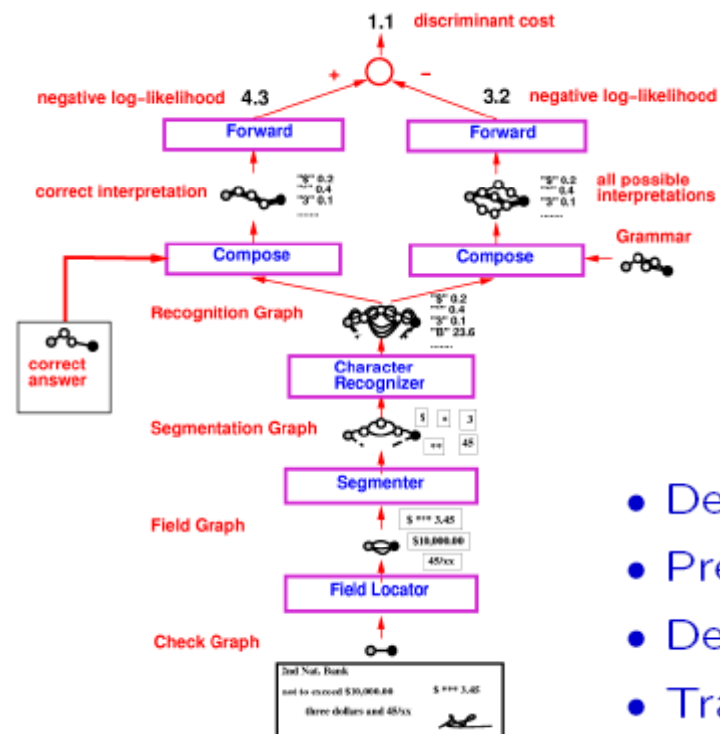 1.1 discriminant cost
+ −
negative log-likelihood 4.3
3.2 negative log-likelihood
Forward
Forward
correct interpretation
"$" 0.2
"*" 0.4
"3" 0.1
......
"$" 0.2
"*" 0.4
"3" 0.1
......
all possible
interpretations
Compose
Compose
Grammar
Recognition Graph
"$" 0.2
"*" 0.4
"3" 0.1
"B" 23.6
......
correct
answer
Character
Recognizer
Segmentation Graph
$ * 3
** 45
Segmenter
Field Graph
$ *** 3.45
$10,000.00
45/xx
Field Locator
Check Graph
2nd Nat. Bank
not to exceed $10,000.00 $ *** 3.45
three dollars and 45/xx
• De
• Pre
• De
• Tra